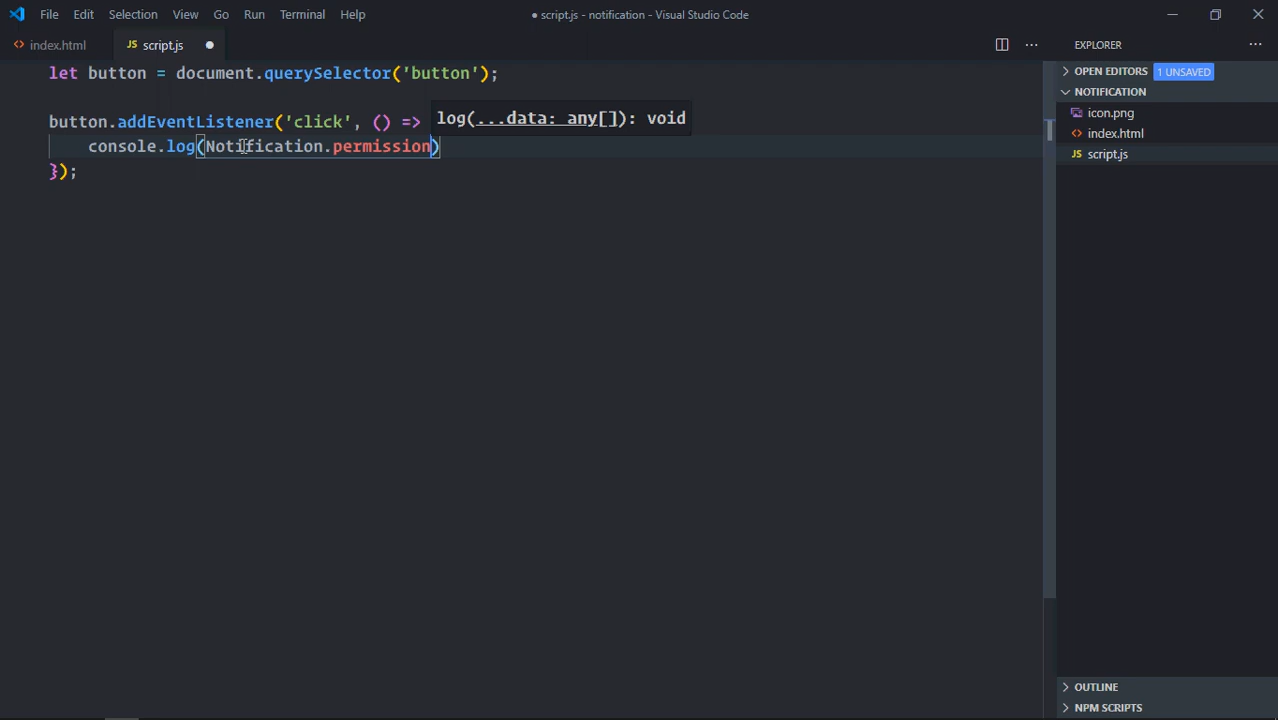 File Edit Selection View Go Run Terminal Help
● script.js - notification - Visual Studio Code
index.html
JS script.js ●
EXPLORER
OPEN EDITORS 1 UNSAVED
NOTIFICATION
icon.png
index.html
JS script.js
let button = document.querySelector('button');
button.addEventListener('click', () =>
log(...data: any[]): void
console.log(Notification.permission)
});
OUTLINE
NPM SCRIPTS